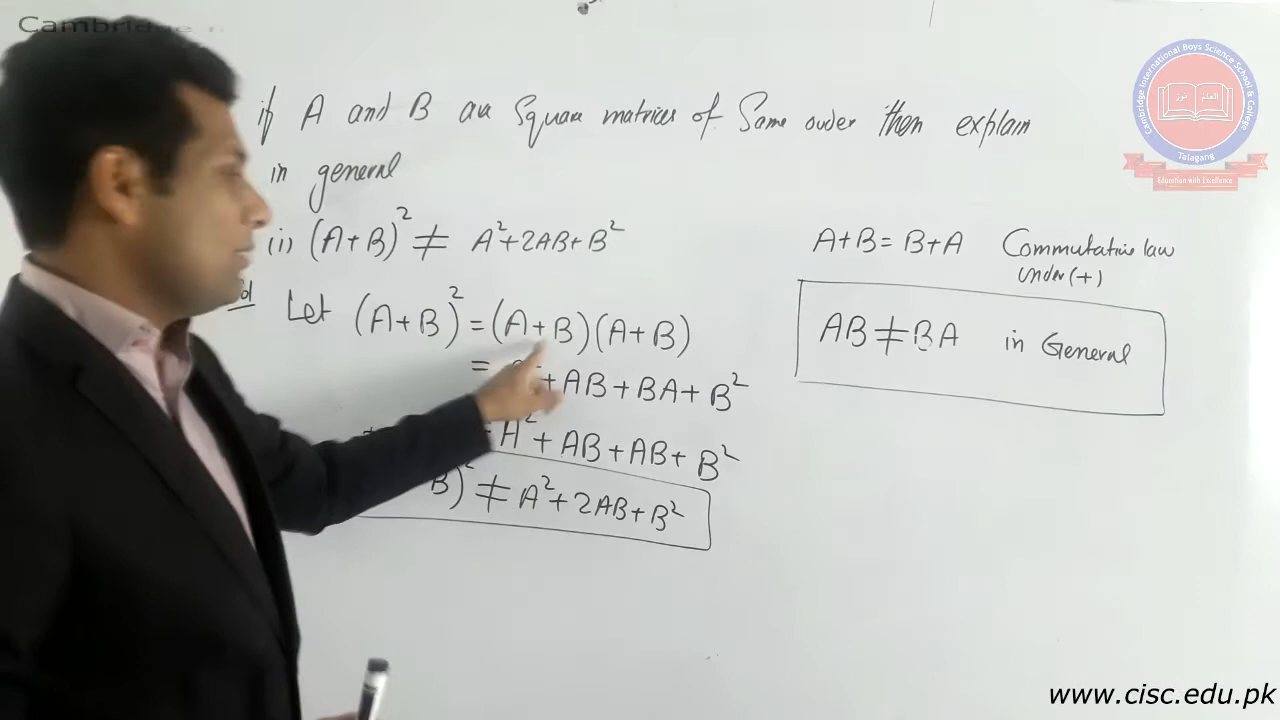 Cambridge
if A and B are Square matrices of Same order then explain
in general
(i) (A+B)² ≠ A²+2AB+B²
Sol Let (A+B)² = (A+B)(A+B)
= + AB + BA + B²
= A² + AB + AB + B²
B)² ≠ A² + 2AB + B²
A+B = B+A Commutative law
under (+)
AB ≠ BA in General
Cambridge International Boys Science School & College
Talagang
Education with Excellence
www.cisc.edu.pk